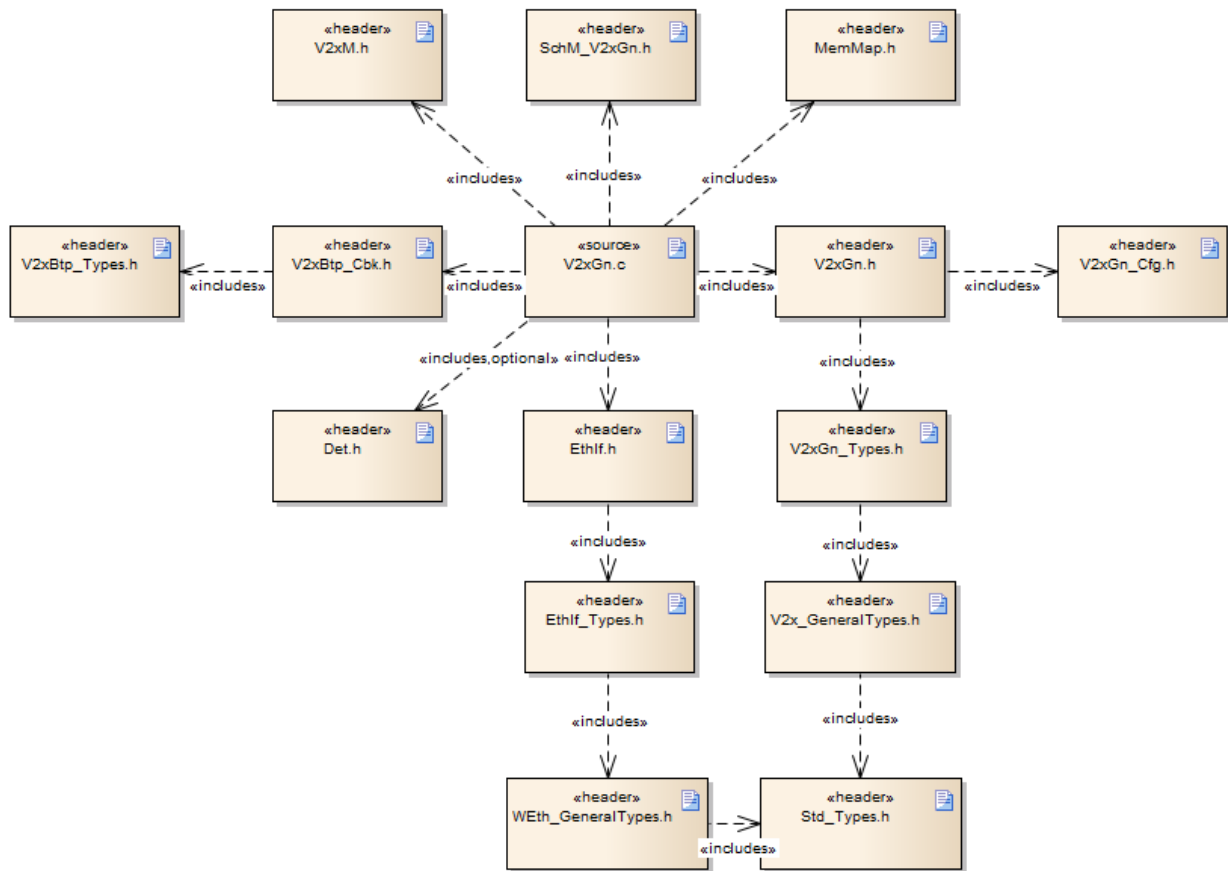 «header»
V2xM.h
«header»
SchM_V2xGn.h
«header»
MemMap.h
«includes»
«includes»
«includes»
«header»
V2xBtp_Types.h
«header»
V2xBtp_Cbk.h
«source»
V2xGn.c
«header»
V2xGn.h
«header»
V2xGn_Cfg.h
«includes»
«includes»
«includes»
«includes»
«includes,optional»
«includes»
«includes»
«header»
Det.h
«header»
EthIf.h
«header»
V2xGn_Types.h
«includes»
«includes»
«header»
EthIf_Types.h
«header»
V2x_GeneralTypes.h
«includes»
«includes»
«header»
WEth_GeneralTypes.h
«header»
Std_Types.h
«includes»